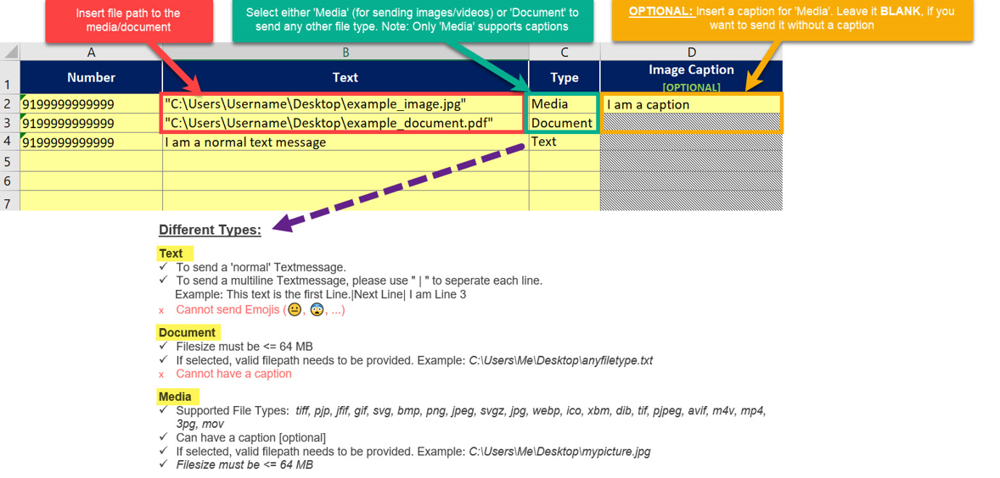 Insert file path to the
media/document
Select either 'Media' (for sending images/videos) or 'Document' to
send any other file type. Note: Only 'Media' supports captions
OPTIONAL: Insert a caption for 'Media'. Leave it BLANK, if you
want to send it without a caption
A B C D
1 Number Text Type Image Caption
[OPTIONAL]
2 9199999999999 "C:\Users\Username\Desktop\example_image.jpg" Media I am a caption
3 9199999999999 "C:\Users\Username\Desktop\example_document.pdf" Document
4 9199999999999 I am a normal text message Text
5
6
7
Different Types:
Text
✓ To send a 'normal' Textmessage.
✓ To send a multiline Textmessage, please use " | " to seperate each line.
Example: This text is the first Line.|Next Line| I am Line 3
x Cannot send Emojis (😐, 😨, ...)
Document
✓ Filesize must be <= 64 MB
✓ If selected, valid filepath needs to be provided. Example: C:\Users\Me\Desktop\anyfiletype.txt
x Cannot have a caption
Media
✓ Supported File Types: tiff, pjp, jfif, gif, svg, bmp, png, jpeg, svgz, jpg, webp, ico, xbm, dib, tif, pjpeg, avif, m4v, mp4,
3pg, mov
✓ Can have a caption [optional]
✓ If selected, valid filepath needs to be provided. Example: C:\Users\Me\Desktop\mypicture.jpg
✓ Filesize must be <= 64 MB